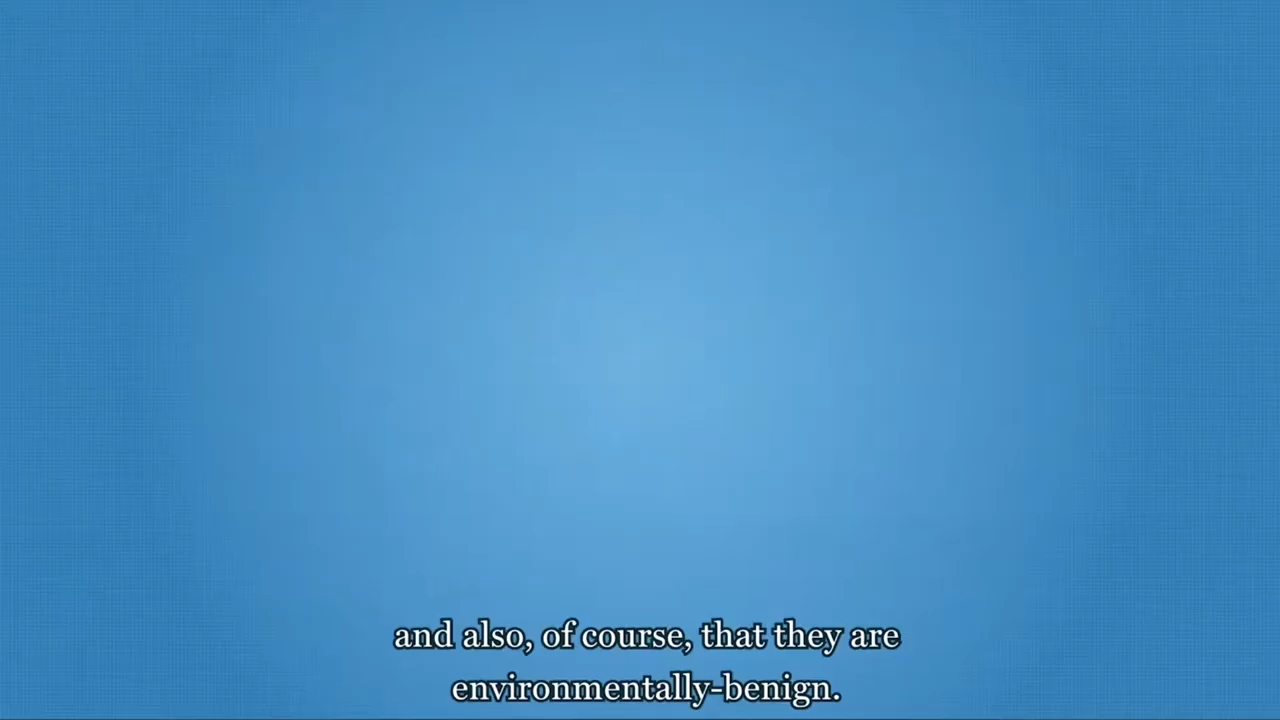 and also, of course, that they are
environmentally-benign.